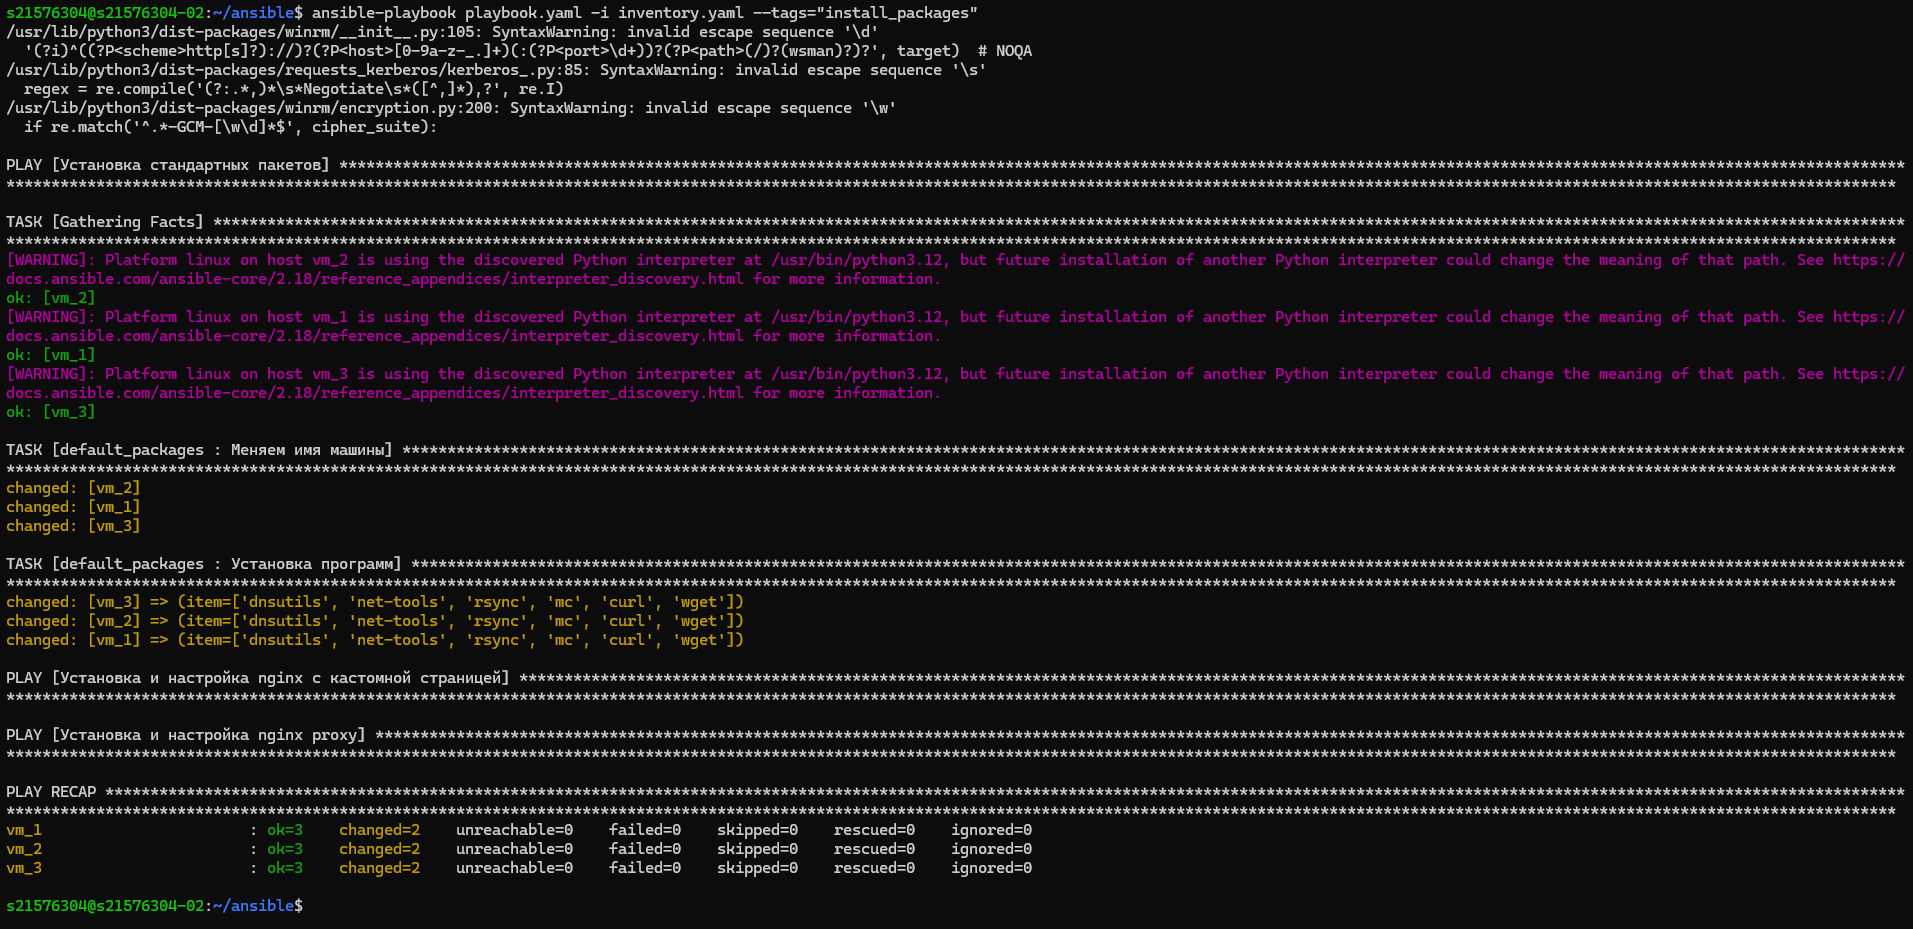 s21576304@s21576304-02:~/ansible$ ansible-playbook playbook.yaml -i inventory.yaml --tags="install_packages"
/usr/lib/python3/dist-packages/winrm/__init__.py:105: SyntaxWarning: invalid escape sequence '\d'
  '(?i)^((?P<scheme>http[s]?)://)?(?P<host>[0-9a-z-_.]+)(:(?P<port>\d+))?(?P<path>(/)?(wsman)?)?', target)  # NOQA
/usr/lib/python3/dist-packages/requests_kerberos/kerberos_.py:85: SyntaxWarning: invalid escape sequence '\s'
  regex = re.compile('(?:.*,)*\s*Negotiate\s*([^,]*),?', re.I)
/usr/lib/python3/dist-packages/winrm/encryption.py:200: SyntaxWarning: invalid escape sequence '\w'
  if re.match('^.*-GCM-[\w\d]*$', cipher_suite):

PLAY [Установка стандартных пакетов] ***

TASK [Gathering Facts] ***
[WARNING]: Platform linux on host vm_2 is using the discovered Python interpreter at /usr/bin/python3.12, but future installation of another Python interpreter could change the meaning of that path. See https://
docs.ansible.com/ansible-core/2.18/reference_appendices/interpreter_discovery.html for more information.
ok: [vm_2]
[WARNING]: Platform linux on host vm_1 is using the discovered Python interpreter at /usr/bin/python3.12, but future installation of another Python interpreter could change the meaning of that path. See https://
docs.ansible.com/ansible-core/2.18/reference_appendices/interpreter_discovery.html for more information.
ok: [vm_1]
[WARNING]: Platform linux on host vm_3 is using the discovered Python interpreter at /usr/bin/python3.12, but future installation of another Python interpreter could change the meaning of that path. See https://
docs.ansible.com/ansible-core/2.18/reference_appendices/interpreter_discovery.html for more information.
ok: [vm_3]

TASK [default_packages : Меняем имя машины] ***
changed: [vm_2]
changed: [vm_1]
changed: [vm_3]

TASK [default_packages : Установка программ] ***
changed: [vm_3] => (item=['dnsutils', 'net-tools', 'rsync', 'mc', 'curl', 'wget'])
changed: [vm_2] => (item=['dnsutils', 'net-tools', 'rsync', 'mc', 'curl', 'wget'])
changed: [vm_1] => (item=['dnsutils', 'net-tools', 'rsync', 'mc', 'curl', 'wget'])

PLAY [Установка и настройка nginx с кастомной страницей] ***

PLAY [Установка и настройка nginx proxy] ***

PLAY RECAP ***
vm_1                       : ok=3    changed=2    unreachable=0    failed=0    skipped=0    rescued=0    ignored=0
vm_2                       : ok=3    changed=2    unreachable=0    failed=0    skipped=0    rescued=0    ignored=0
vm_3                       : ok=3    changed=2    unreachable=0    failed=0    skipped=0    rescued=0    ignored=0

s21576304@s21576304-02:~/ansible$